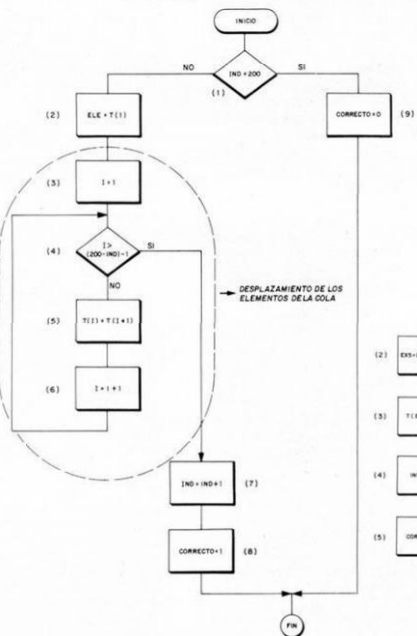 INICIO
NO
IND = 200
SI
(1)
(2)
ELE = T(1)
CORRECTO = 0
(9)
(3)
I = 1
(4)
I >
(200-IND)-1
SI
NO
DESPLAZAMIENTO DE LOS
ELEMENTOS DE LA COLA
(5)
T(I) = T(I+1)
(6)
I = I + 1
IND = IND + 1
(7)
CORRECTO = 1
(8)
FIN
(2)
(3)
(4)
(5)